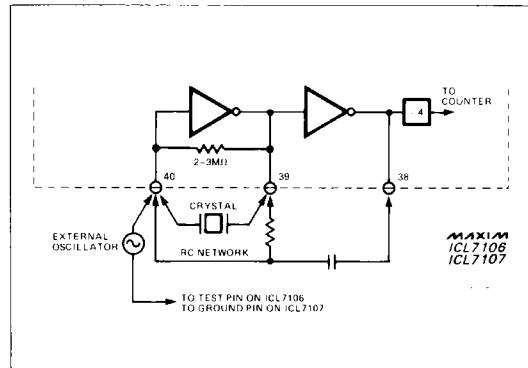 TO
COUNTER
÷4
2-3MΩ
40
39
38
CRYSTAL
EXTERNAL
OSCILLATOR
RC NETWORK
MAXIM
ICL7106
ICL7107
TO TEST PIN ON ICL7106
TO GROUND PIN ON ICL7107